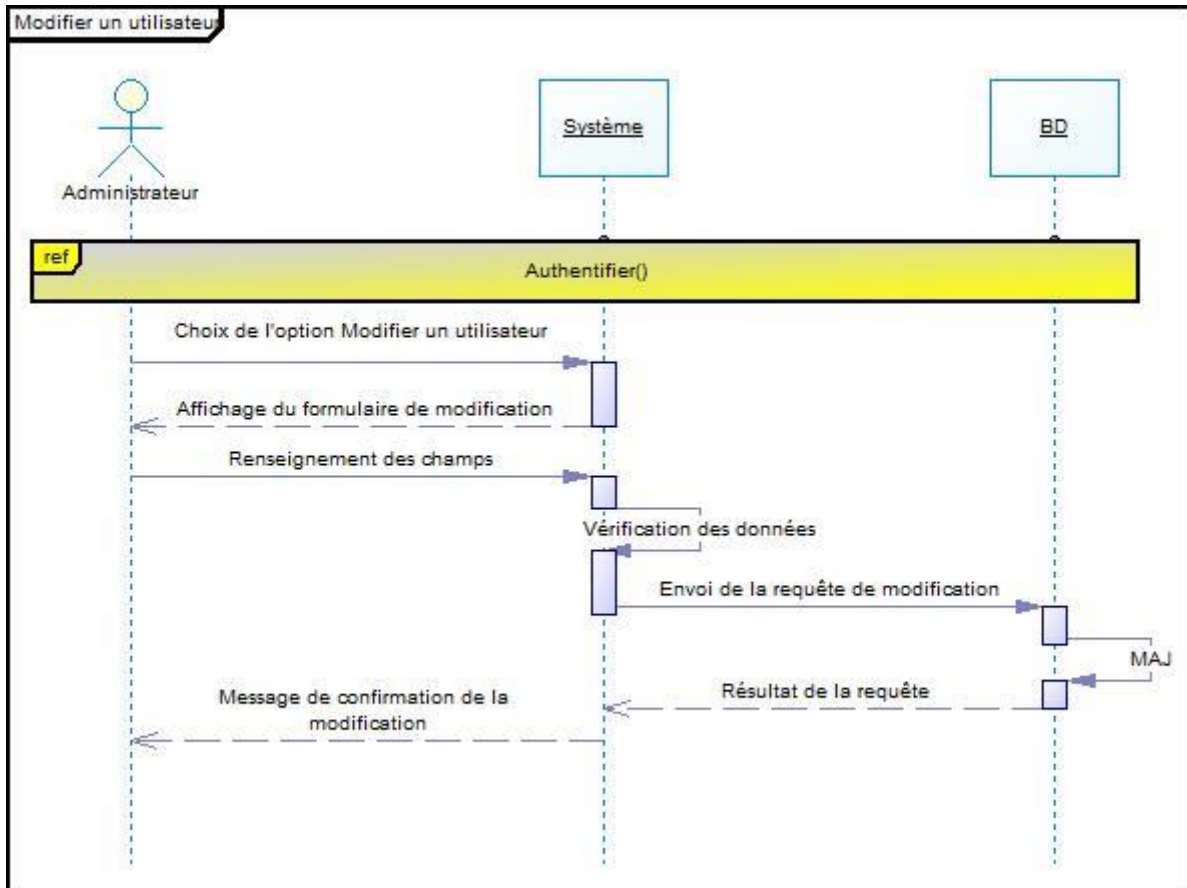 Modifier un utilisateur
Système
BD
Administrateur
ref
Authentifier()
Choix de l'option Modifier un utilisateur
Affichage du formulaire de modification
Renseignement des champs
Vérification des données
Envoi de la requête de modification
MAJ
Résultat de la requête
Message de confirmation de la
modification